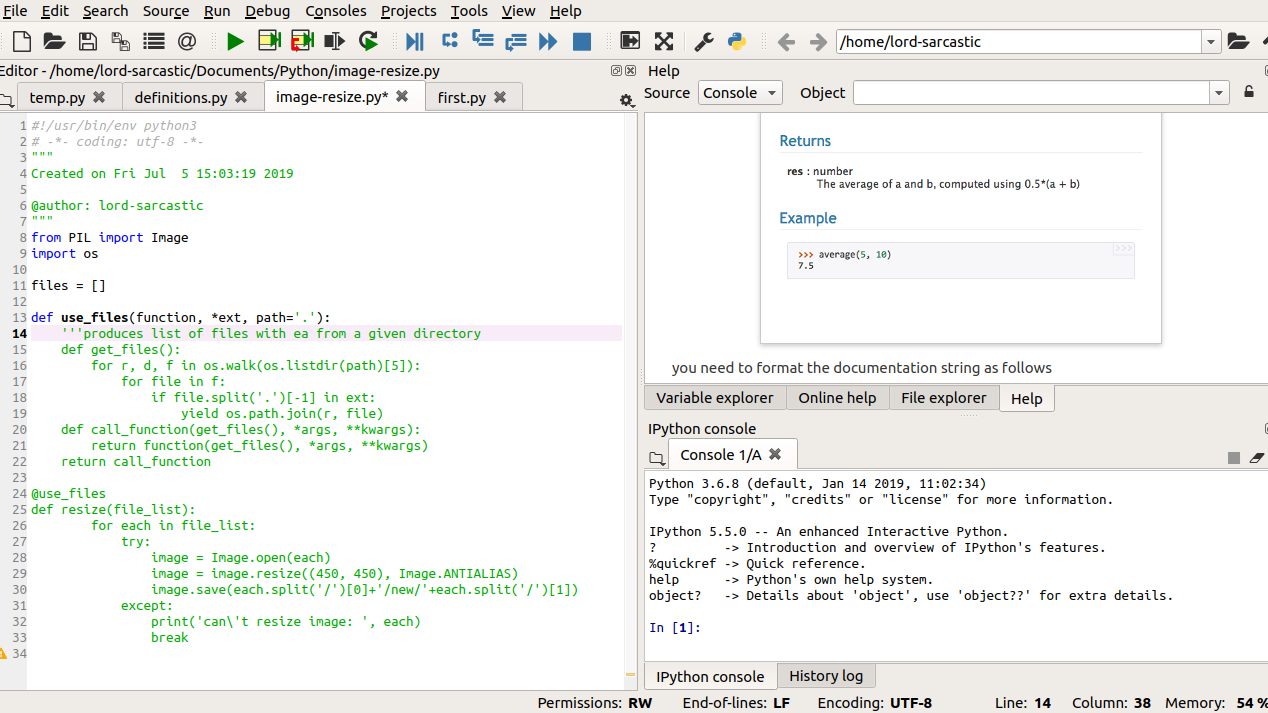 File Edit Search Source Run Debug Consoles Projects Tools View Help
/home/lord-sarcastic
Editor - /home/lord-sarcastic/Documents/Python/image-resize.py
temp.py definitions.py image-resize.py* first.py
1 #!/usr/bin/env python3
2 # -*- coding: utf-8 -*-
3 """
4 Created on Fri Jul  5 15:03:19 2019
5
6 @author: lord-sarcastic
7 """
8 from PIL import Image
9 import os
10
11 files = []
12
13 def use_files(function, *ext, path='.'):
14     '''produces list of files with ea from a given directory
15     def get_files():
16         for r, d, f in os.walk(os.listdir(path)[5]):
17             for file in f:
18                 if file.split('.')[-1] in ext:
19                     yield os.path.join(r, file)
20     def call_function(get_files(), *args, **kwargs):
21         return function(get_files(), *args, **kwargs)
22     return call_function
23
24 @use_files
25 def resize(file_list):
26         for each in file_list:
27             try:
28                 image = Image.open(each)
29                 image = image.resize((450, 450), Image.ANTIALIAS)
30                 image.save(each.split('/')[0]+'/new/'+each.split('/')[1])
31             except:
32                 print('can\'t resize image: ', each)
33                 break
34
Help
Source Console Object
Returns
res : number
The average of a and b, computed using 0.5*(a + b)
Example
>>>
>>> average(5, 10)
7.5
you need to format the documentation string as follows
Variable explorer Online help File explorer Help
IPython console
Console 1/A
Python 3.6.8 (default, Jan 14 2019, 11:02:34)
Type "copyright", "credits" or "license" for more information.
IPython 5.5.0 -- An enhanced Interactive Python.
?         -> Introduction and overview of IPython's features.
%quickref -> Quick reference.
help      -> Python's own help system.
object?   -> Details about 'object', use 'object??' for extra details.
In [1]:
IPython console History log
Permissions: RW End-of-lines: LF Encoding: UTF-8 Line: 14 Column: 38 Memory: 54 %